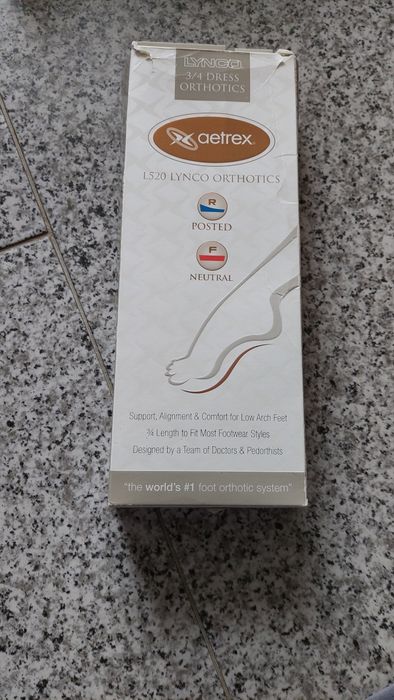 LYNCO
3/4 DRESS
ORTHOTICS
aetrex
L520 LYNCO ORTHOTICS
R
POSTED
F
NEUTRAL
Support, Alignment & Comfort for Low Arch Feet
¾ Length to Fit Most Footwear Styles
Designed by a Team of Doctors & Pedorthists
"the world's #1 foot orthotic system"